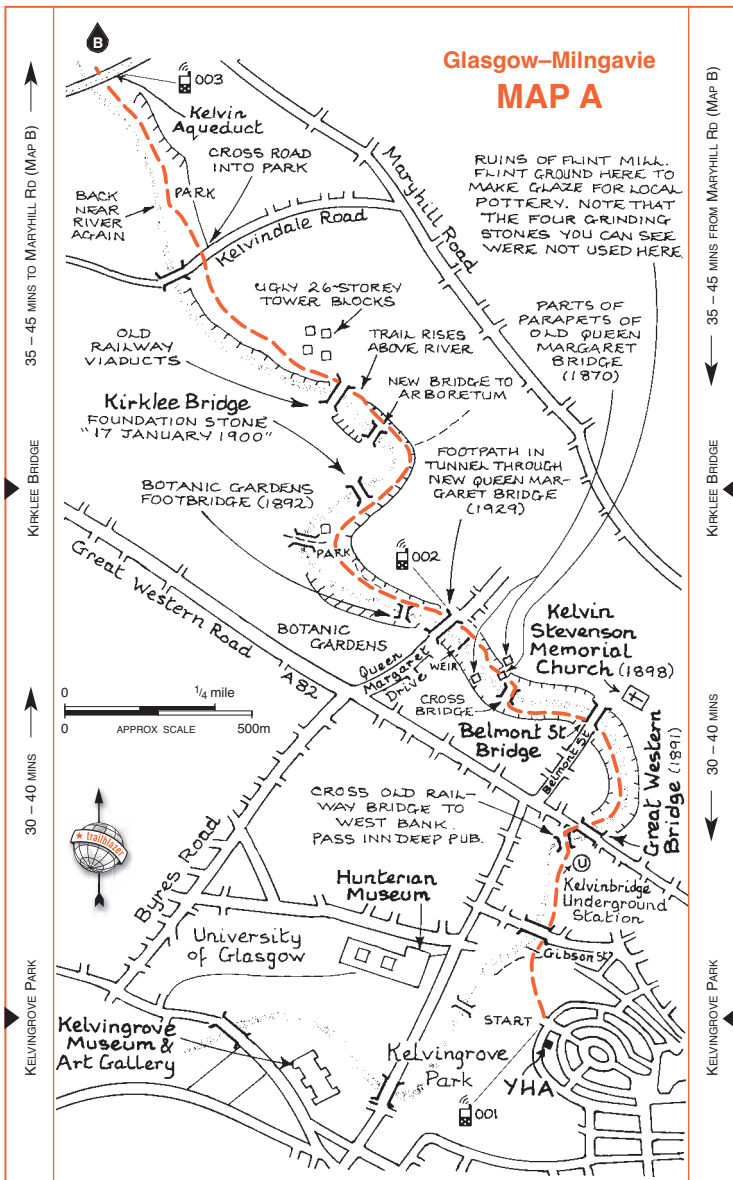 Glasgow–Milngavie
MAP A
B
003
Kelvin
Aqueduct
CROSS ROAD
INTO PARK
PARK
BACK
NEAR
RIVER
AGAIN
Kelvindale Road
Maryhill Road
RUINS OF FLINT MILL.
FLINT GROUND HERE TO
MAKE GLAZE FOR LOCAL
POTTERY. NOTE THAT
THE FOUR GRINDING
STONES YOU CAN SEE
WERE NOT USED HERE
UGLY 26-STOREY
TOWER BLOCKS
PARTS OF
PARAPETS OF
OLD QUEEN
MARGARET
BRIDGE
(1870)
OLD
RAILWAY
VIADUCTS
TRAIL RISES
ABOVE RIVER
NEW BRIDGE TO
ARBORETUM
Kirklee Bridge
FOUNDATION STONE
"17 JANUARY 1900"
FOOTPATH IN
TUNNEL THROUGH
NEW QUEEN MAR-
GARET BRIDGE
(1929)
BOTANIC GARDENS
FOOTBRIDGE (1892)
PARK
002
Great Western Road
A82
BOTANIC
GARDENS
Queen
Margaret
Drive
WEIR
CROSS
BRIDGE
Kelvin
Stevenson
Memorial
Church (1898)
Belmont St
Bridge
Belmont St
Great Western
Bridge (1891)
0
1/4 mile
0
APPROX SCALE
500m
★ trailblazer
Byres Road
CROSS OLD RAIL-
WAY BRIDGE TO
WEST BANK.
PASS INN DEEP PUB.
U
Kelvinbridge
Underground
Station
Hunterian
Museum
University
of Glasgow
Gibson St
START
Kelvingrove
Museum &
Art Gallery
Kelvingrove
Park
YHA
001
35 – 45 MINS TO MARYHILL RD (MAP B)
KIRKLEE BRIDGE
30 – 40 MINS
KELVINGROVE PARK
35 – 45 MINS FROM MARYHILL RD (MAP B)
KIRKLEE BRIDGE
30 – 40 MINS
KELVINGROVE PARK